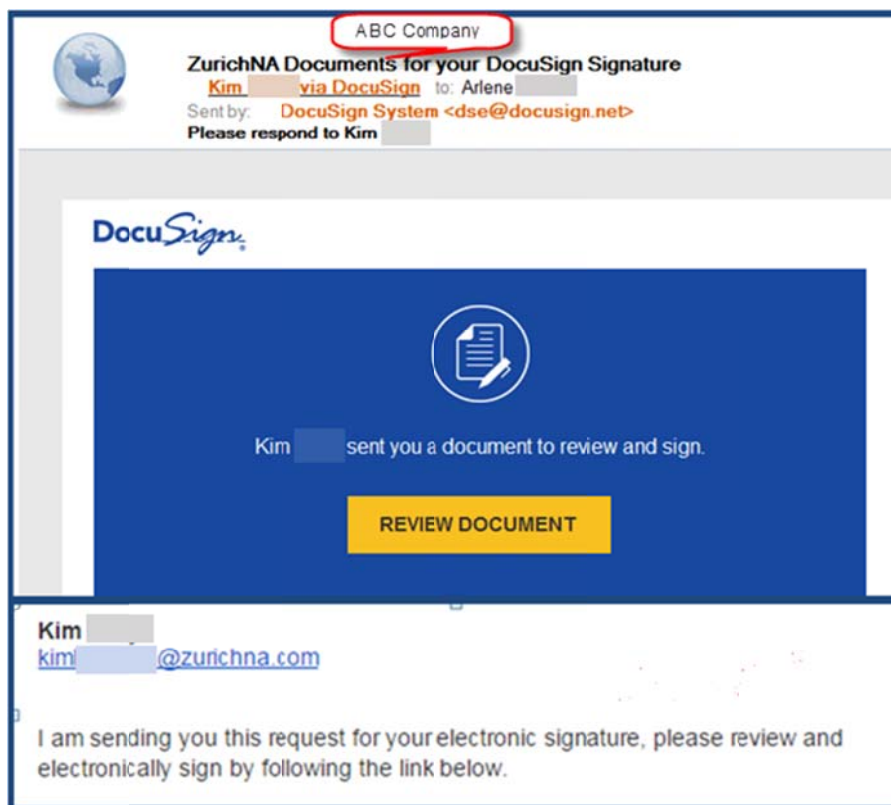 ABC Company
ZurichNA Documents for your DocuSign Signature
Kim via DocuSign to: Arlene
Sent by: DocuSign System <dse@docusign.net>
Please respond to Kim
DocuSign
Kim sent you a document to review and sign.
REVIEW DOCUMENT
Kim
kim @zurichna.com
I am sending you this request for your electronic signature, please review and
electronically sign by following the link below.